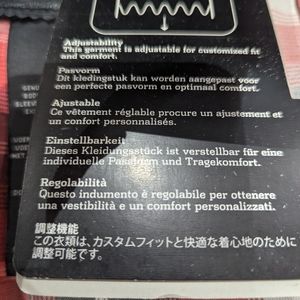 Adjustability
This garment is adjustable for customized fit
and comfort.
Pasvorm
Dit kledingstuk kan worden aangepast voor
een perfecte pasvorm en optimaal comfort.
Ajustable
Ce vêtement réglable procure un ajustement et
un confort personnalisés.
Einstellbarkeit
Dieses Kleidungsstück ist verstellbar für eine
individuelle Passform und Tragekomfort.
Regolabilità
Questo indumento è regolabile per ottenere
una vestibilità e un comfort personalizzati.
調整機能
この衣類は、カスタムフィットと快適な着心地のために
調整可能です。